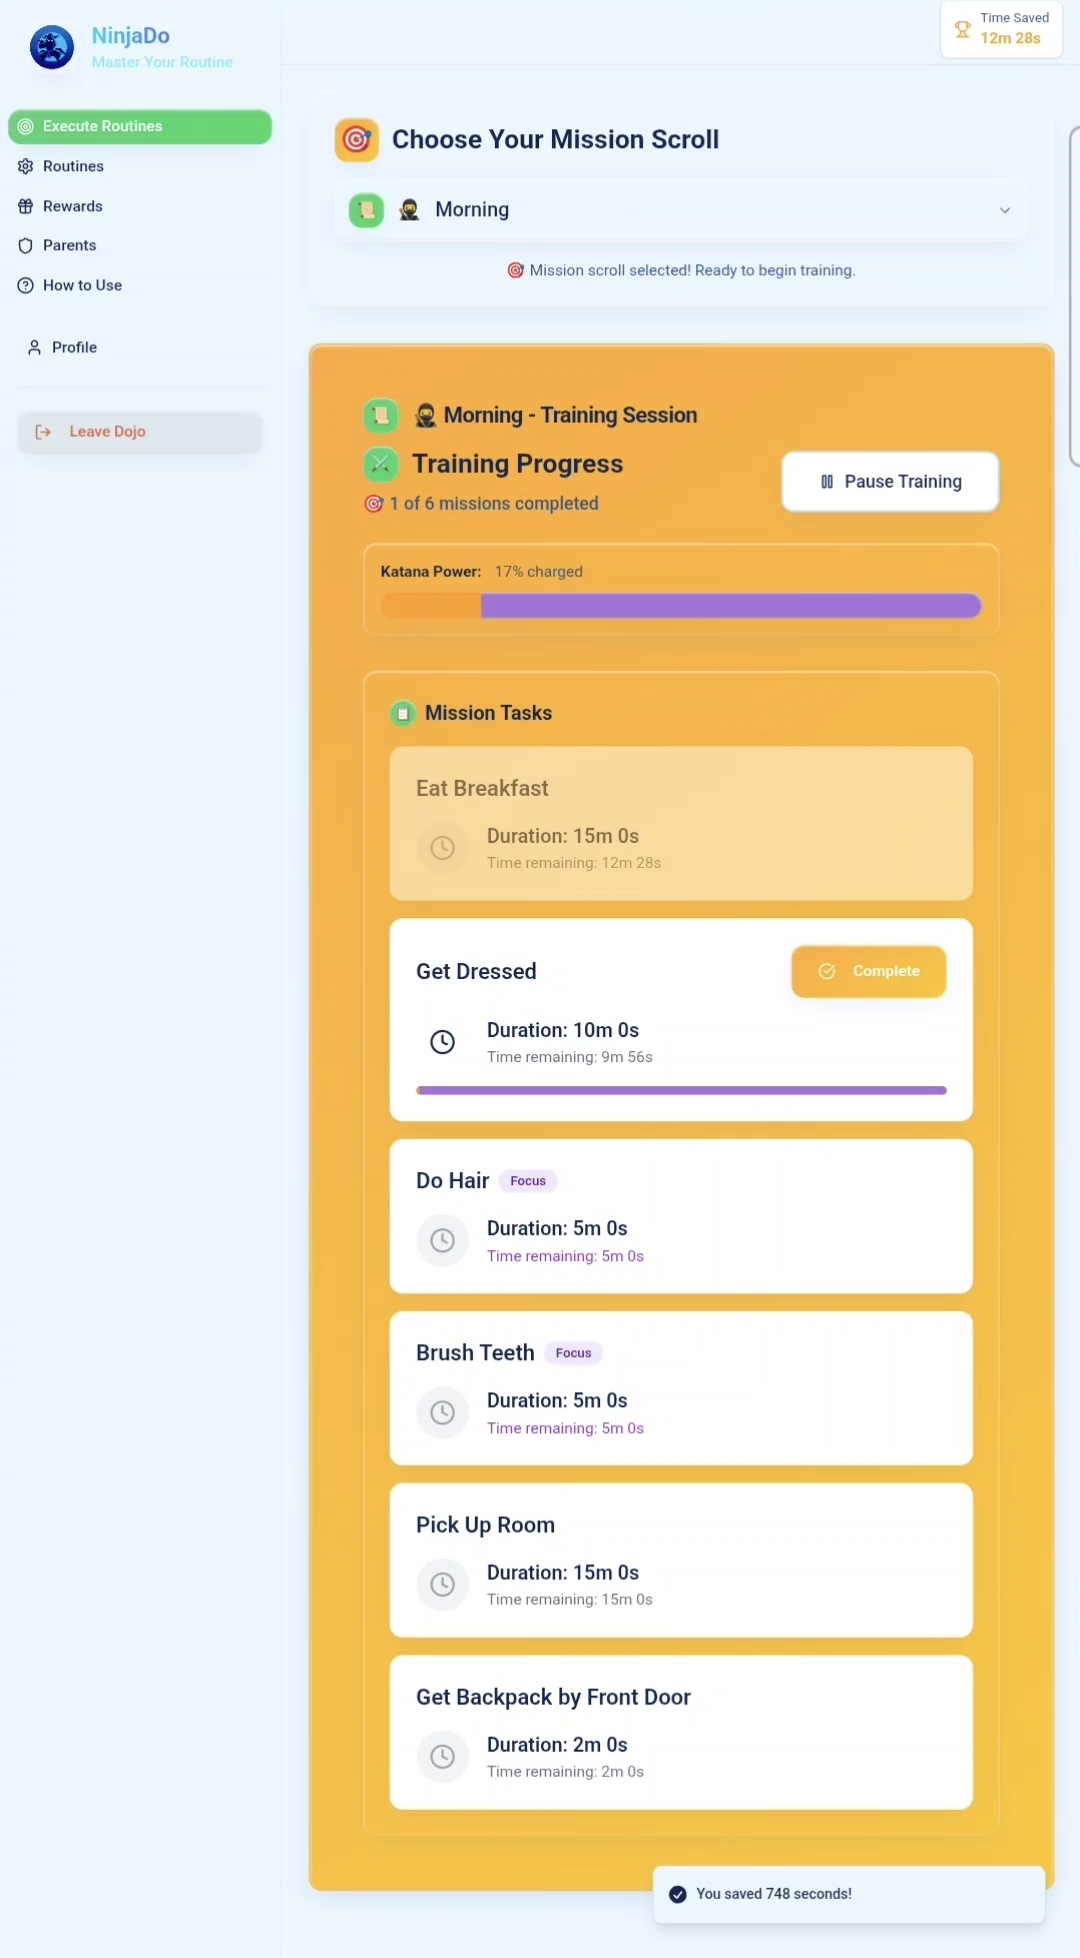 NinjaDo
Master Your Routine
Time Saved
12m 28s
Execute Routines
Routines
Rewards
Parents
How to Use
Profile
Leave Dojo
Choose Your Mission Scroll
Morning
Mission scroll selected! Ready to begin training.
Morning - Training Session
Training Progress
1 of 6 missions completed
Pause Training
Katana Power: 17% charged
Mission Tasks
Eat Breakfast
Duration: 15m 0s
Time remaining: 12m 28s
Get Dressed
Complete
Duration: 10m 0s
Time remaining: 9m 56s
Do Hair Focus
Duration: 5m 0s
Time remaining: 5m 0s
Brush Teeth Focus
Duration: 5m 0s
Time remaining: 5m 0s
Pick Up Room
Duration: 15m 0s
Time remaining: 15m 0s
Get Backpack by Front Door
Duration: 2m 0s
Time remaining: 2m 0s
You saved 748 seconds!